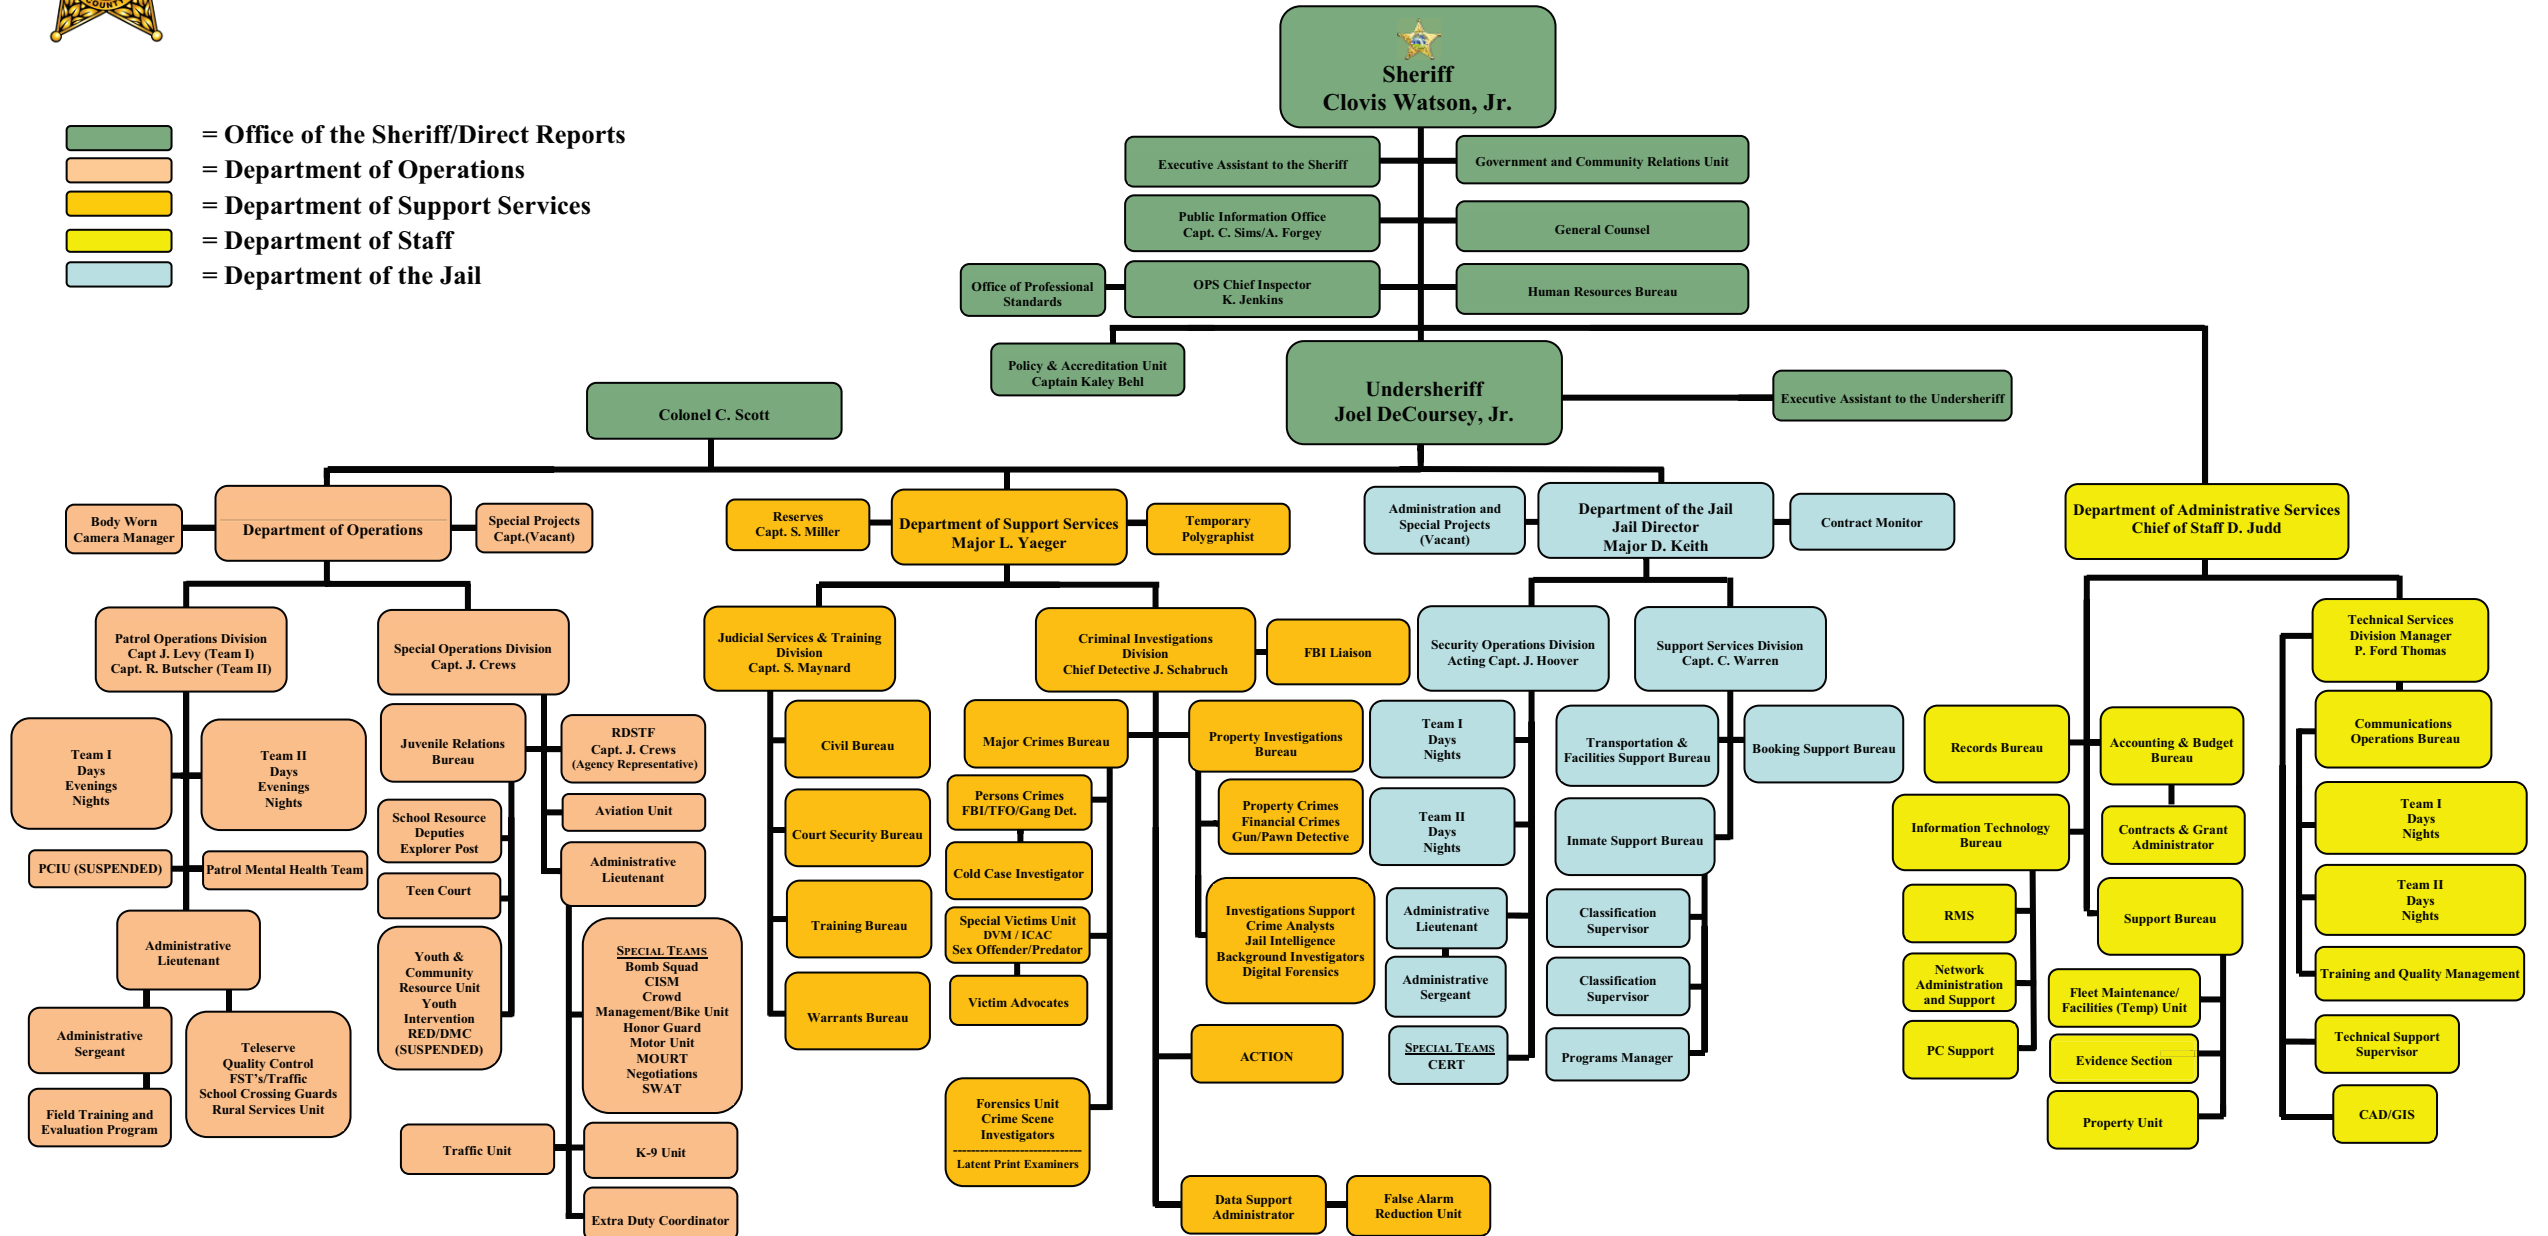 COUNTY
Sheriff
Clovis Watson, Jr.
= Office of the Sheriff/Direct Reports
= Department of Operations
= Department of Support Services
= Department of Staff
= Department of the Jail
Executive Assistant to the Sheriff
Government and Community Relations Unit
Public Information Office
Capt. C. Sims/A. Forgey
General Counsel
Office of Professional
Standards
OPS Chief Inspector
K. Jenkins
Human Resources Bureau
Policy & Accreditation Unit
Captain Kaley Behl
Undersheriff
Joel DeCoursey, Jr.
Executive Assistant to the Undersheriff
Colonel C. Scott
Body Worn
Camera Manager
Department of Operations
Special Projects
Capt.(Vacant)
Reserves
Capt. S. Miller
Department of Support Services
Major L. Yaeger
Temporary
Polygraphist
Administration and
Special Projects
(Vacant)
Department of the Jail
Jail Director
Major D. Keith
Contract Monitor
Department of Administrative Services
Chief of Staff D. Judd
Patrol Operations Division
Capt J. Levy (Team I)
Capt. R. Butscher (Team II)
Special Operations Division
Capt. J. Crews
Judicial Services & Training
Division
Capt. S. Maynard
Criminal Investigations
Division
Chief Detective J. Schabruch
FBI Liaison
Security Operations Division
Acting Capt. J. Hoover
Support Services Division
Capt. C. Warren
Technical Services
Division Manager
P. Ford Thomas
Team I
Days
Evenings
Nights
Team II
Days
Evenings
Nights
PCIU (SUSPENDED)
Patrol Mental Health Team
Administrative
Lieutenant
Administrative
Sergeant
Field Training and
Evaluation Program
Teleserve
Quality Control
FST's/Traffic
School Crossing Guards
Rural Services Unit
Juvenile Relations
Bureau
School Resource
Deputies
Explorer Post
Teen Court
Youth &
Community
Resource Unit
Youth
Intervention
RED/DMC
(SUSPENDED)
RDSTF
Capt. J. Crews
(Agency Representative)
Aviation Unit
Administrative
Lieutenant
SPECIAL TEAMS
Bomb Squad
CISM
Crowd
Management/Bike Unit
Honor Guard
Motor Unit
MOURT
Negotiations
SWAT
Traffic Unit
K-9 Unit
Extra Duty Coordinator
Civil Bureau
Court Security Bureau
Training Bureau
Warrants Bureau
Major Crimes Bureau
Persons Crimes
FBI/TFO/Gang Det.
Cold Case Investigator
Special Victims Unit
DVM / ICAC
Sex Offender/Predator
Victim Advocates
Forensics Unit
Crime Scene
Investigators
-----------------------------
Latent Print Examiners
Property Investigations
Bureau
Property Crimes
Financial Crimes
Gun/Pawn Detective
Investigations Support
Crime Analysts
Jail Intelligence
Background Investigators
Digital Forensics
ACTION
Data Support
Administrator
False Alarm
Reduction Unit
Team I
Days
Nights
Team II
Days
Nights
Administrative
Lieutenant
Administrative
Sergeant
SPECIAL TEAMS
CERT
Transportation &
Facilities Support Bureau
Booking Support Bureau
Inmate Support Bureau
Classification
Supervisor
Classification
Supervisor
Programs Manager
Records Bureau
Accounting & Budget
Bureau
Information Technology
Bureau
Contracts & Grant
Administrator
RMS
Network
Administration
and Support
PC Support
Support Bureau
Fleet Maintenance/
Facilities (Temp) Unit
Evidence Section
Property Unit
Communications
Operations Bureau
Team I
Days
Nights
Team II
Days
Nights
Training and Quality Management
Technical Support
Supervisor
CAD/GIS